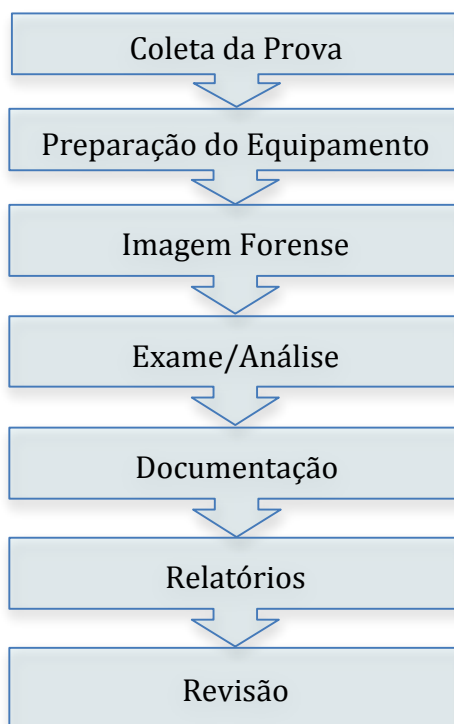 Coleta da Prova
Preparação do Equipamento
Imagem Forense
Exame/Análise
Documentação
Relatórios
Revisão